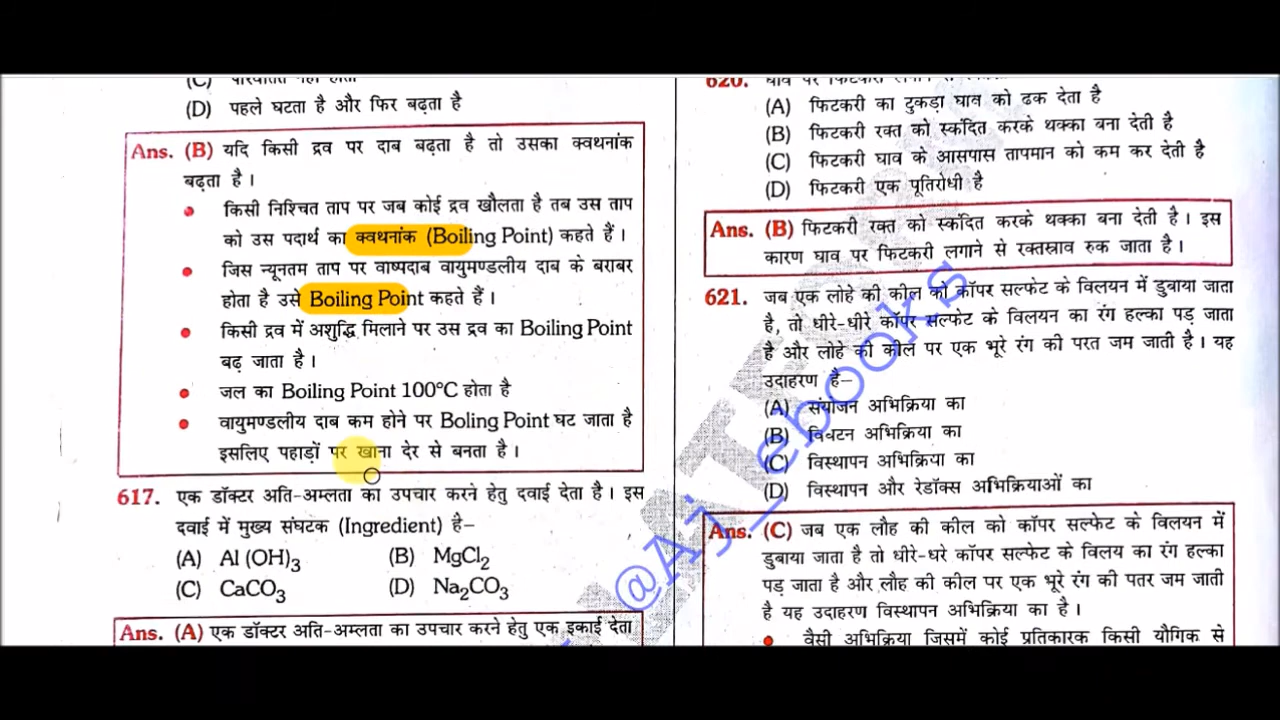 (C) परिवर्तित नहीं होता
(D) पहले घटता है और फिर बढ़ता है
Ans. (B) यदि किसी द्रव पर दाब बढ़ता है तो उसका क्वथनांक
बढ़ता है।
किसी निश्चित ताप पर जब कोई द्रव खौलता है तब उस ताप
को उस पदार्थ का क्वथनांक (Boiling Point) कहते हैं।
जिस न्यूनतम ताप पर वाष्पदाब वायुमण्डलीय दाब के बराबर
होता है उसे Boiling Point कहते हैं।
किसी द्रव में अशुद्धि मिलाने पर उस द्रव का Boiling Point
बढ़ जाता है।
जल का Boiling Point 100°C होता है
वायुमण्डलीय दाब कम होने पर Boling Point घट जाता है
इसलिए पहाड़ों पर खाना देर से बनता है।
617. एक डॉक्टर अति-अम्लता का उपचार करने हेतु दवाई देता है। इस
दवाई में मुख्य संघटक (Ingredient) है–
(A) Al (OH)₃ (B) MgCl₂
(C) CaCO₃ (D) Na₂CO₃
Ans. (A) एक डॉक्टर अति-अम्लता का उपचार करने हेतु एक इकाई देता
620. घाव पर फिटकरी लगाने से
(A) फिटकरी का टुकड़ा घाव को ढक देता है
(B) फिटकरी रक्त को स्कंदित करके थक्का बना देती है
(C) फिटकरी घाव के आसपास तापमान को कम कर देती है
(D) फिटकरी एक पूतिरोधी है
Ans. (B) फिटकरी रक्त को स्कंदित करके थक्का बना देती है। इस
कारण घाव पर फिटकरी लगाने से रक्तस्राव रुक जाता है।
621. जब एक लोहे की कील को कॉपर सल्फेट के विलयन में डुबाया जाता
है, तो धीरे-धीरे कॉपर सल्फेट के विलयन का रंग हल्का पड़ जाता
है और लोहे की कील पर एक भूरे रंग की परत जम जाती है। यह
उदाहरण है–
(A) संयोजन अभिक्रिया का
(B) विघटन अभिक्रिया का
(C) विस्थापन अभिक्रिया का
(D) विस्थापन और रेडॉक्स अभिक्रियाओं का
Ans. (C) जब एक लौह की कील को कॉपर सल्फेट के विलयन में
डुबाया जाता है तो धीरे-धरे कॉपर सल्फेट के विलय का रंग हल्का
पड़ जाता है और लौह की कील पर एक भूरे रंग की पतर जम जाती
है यह उदाहरण विस्थापन अभिक्रिया का है।
वैसी अभिक्रिया जिसमें कोई प्रतिकारक किसी यौगिक से
@Aj_ebooks